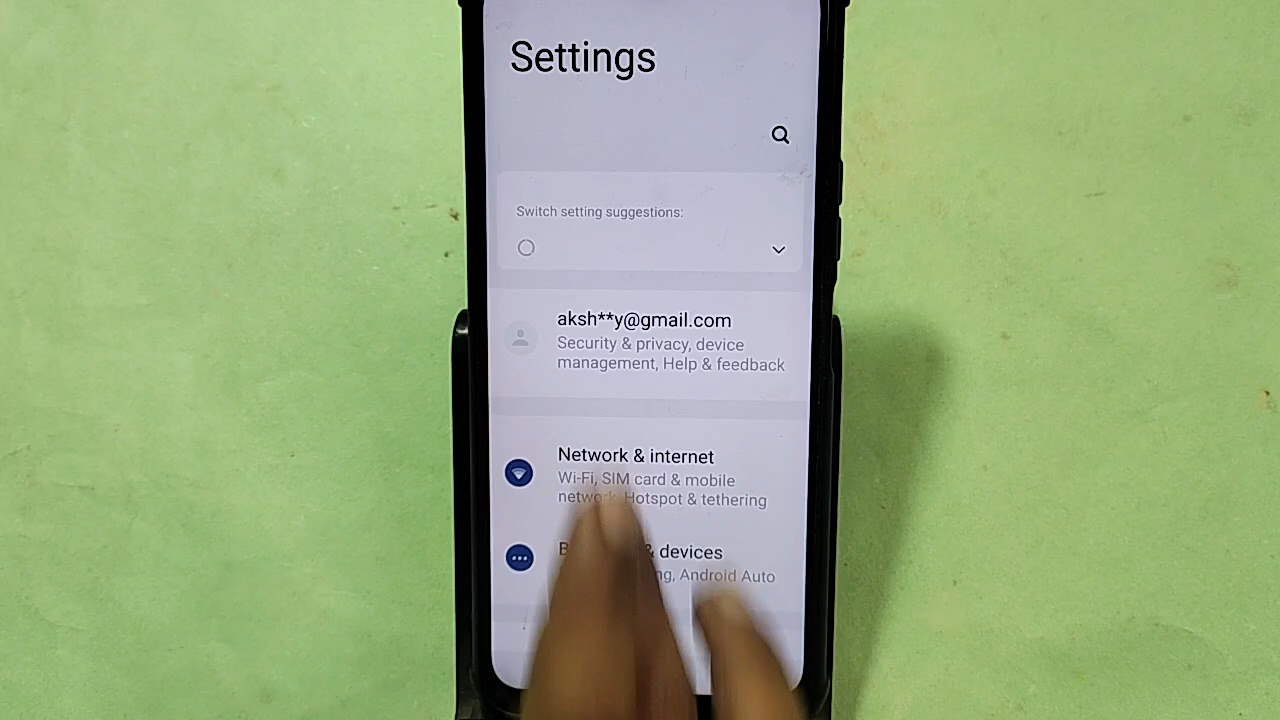 Settings
Switch setting suggestions:
aksh**y@gmail.com
Security & privacy, device
management, Help & feedback
Network & internet
Wi-Fi, SIM card & mobile
network, Hotspot & tethering
& devices
Android Auto